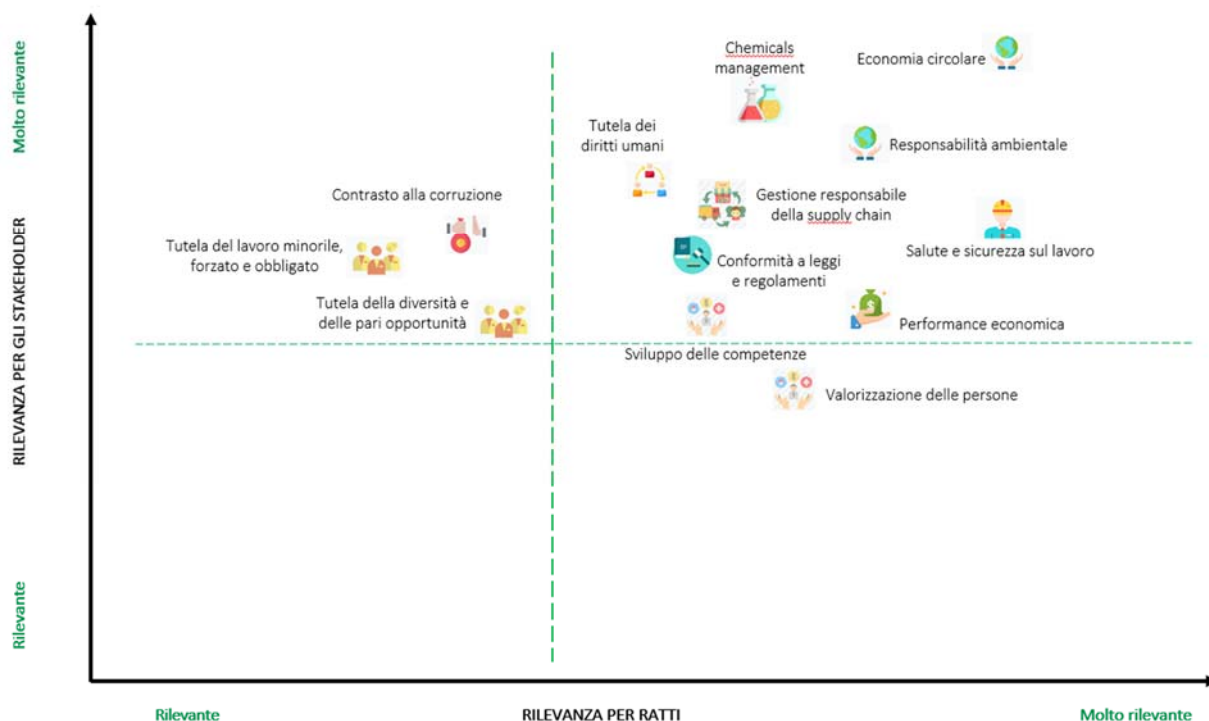 Molto rilevante
RILEVANZA PER GLI STAKEHOLDER
Rilevante
Chemicals
management
Economia circolare
Tutela dei
diritti umani
Responsabilità ambientale
Contrasto alla corruzione
Gestione responsabile
della supply chain
Tutela del lavoro minorile,
forzato e obbligato
Salute e sicurezza sul lavoro
Conformità a leggi
e regolamenti
Tutela della diversità e
delle pari opportunità
Performance economica
Sviluppo delle competenze
Valorizzazione delle persone
Rilevante
RILEVANZA PER RATTI
Molto rilevante